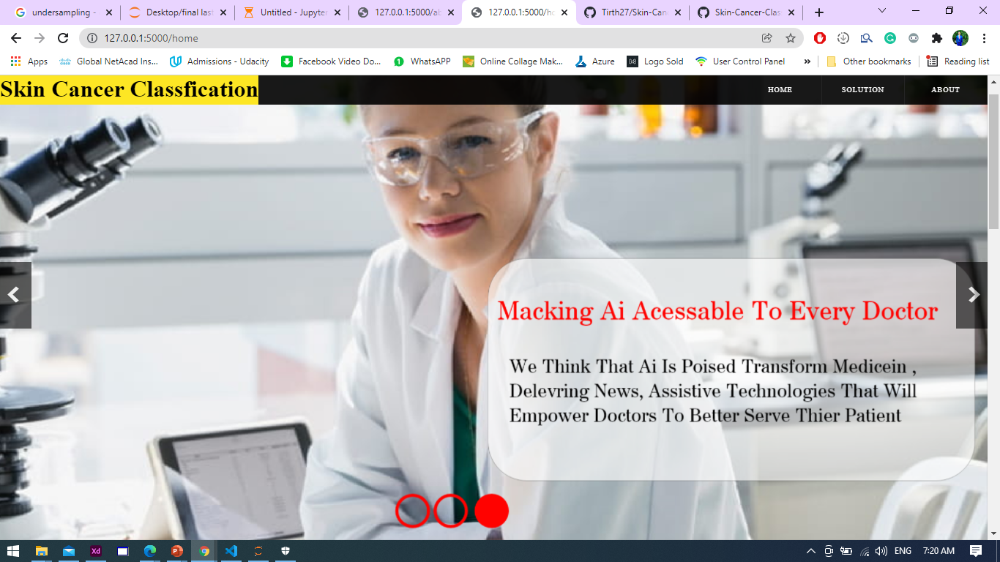 undersampling -
Desktop/final last
Untitled - Jupyter
127.0.0.1:5000/ab
127.0.0.1:5000/ho
Tirth27/Skin-Can
Skin-Cancer-Clas
127.0.0.1:5000/home
Apps
Global NetAcad Ins...
Admissions - Udacity
Facebook Video Do...
WhatsAPP
Online Collage Mak...
Azure
Logo Sold
User Control Panel
»
Other bookmarks
Reading list
Skin Cancer Classfication
HOME
SOLUTION
ABOUT
Macking Ai Acessable To Every Doctor
We Think That Ai Is Poised Transform Medicein ,
Delevring News, Assistive Technologies That Will
Empower Doctors To Better Serve Thier Patient
Xd
ENG
7:20 AM